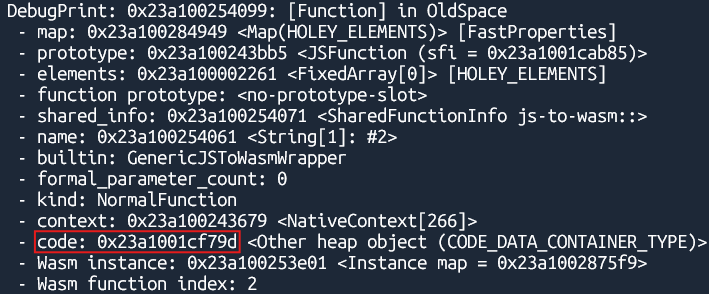 DebugPrint: 0x23a100254099: [Function] in OldSpace
- map: 0x23a100284949 <Map(HOLEY_ELEMENTS)> [FastProperties]
- prototype: 0x23a100243bb5 <JSFunction (sfi = 0x23a1001cab85)>
- elements: 0x23a100002261 <FixedArray[0]> [HOLEY_ELEMENTS]
- function prototype: <no-prototype-slot>
- shared_info: 0x23a100254071 <SharedFunctionInfo js-to-wasm::>
- name: 0x23a100254061 <String[1]: #2>
- builtin: GenericJSToWasmWrapper
- formal_parameter_count: 0
- kind: NormalFunction
- context: 0x23a100243679 <NativeContext[266]>
- code: 0x23a1001cf79d <Other heap object (CODE_DATA_CONTAINER_TYPE)>
- Wasm instance: 0x23a100253e01 <Instance map = 0x23a1002875f9>
- Wasm function index: 2